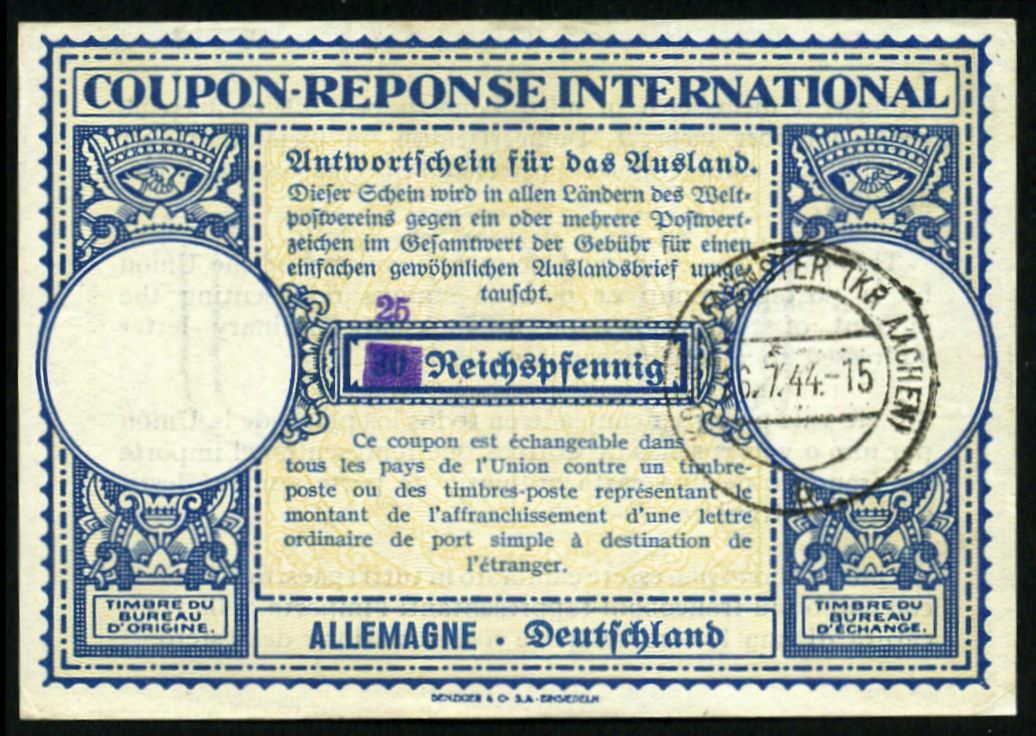 COUPON-REPONSE INTERNATIONAL
Antwortschein für das Ausland.
Dieser Schein wird in allen Ländern des Welt-
postvereins gegen ein oder mehrere Postwert-
zeichen im Gesamtwert der Gebühr für einen
einfachen gewöhnlichen Auslandsbrief umge-
tauscht.
25
30 Reichspfennig
Ce coupon est échangeable dans
tous les pays de l'Union contre un timbre-
poste ou des timbres-poste représentant le
montant de l'affranchissement d'une lettre
ordinaire de port simple à destination de
l'étranger.
TIMBRE DU
BUREAU
D'ORIGINE.
TIMBRE DU
BUREAU
D'ÉCHANGE.
ALLEMAGNE · Deutschland
BENZIGER & Co S.A.-EINSIEDELN
(KR AACHEN)
6.7.44.-15
b